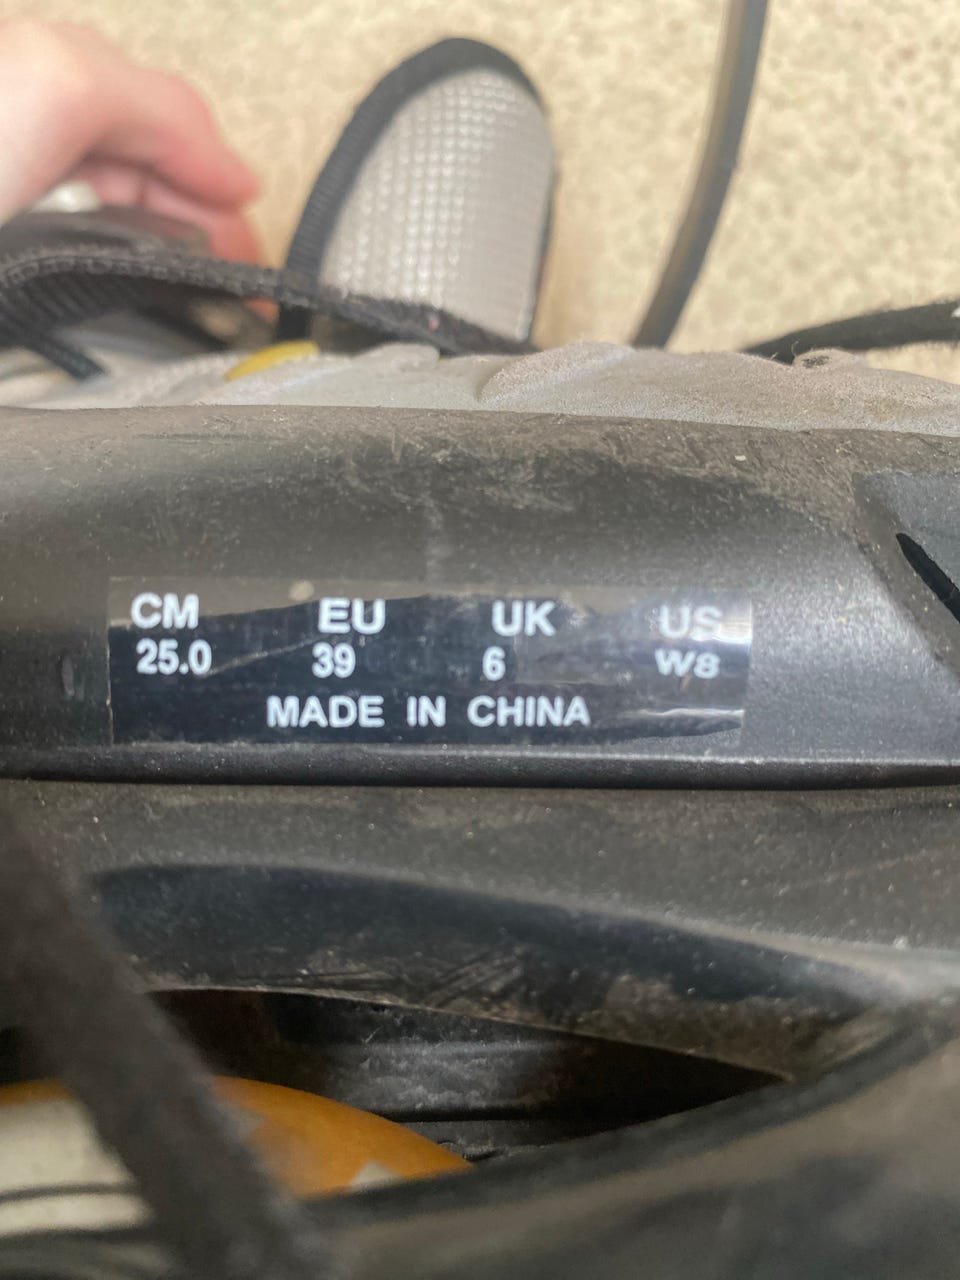 CM EU UK US
25.0 39 6 W8
MADE IN CHINA